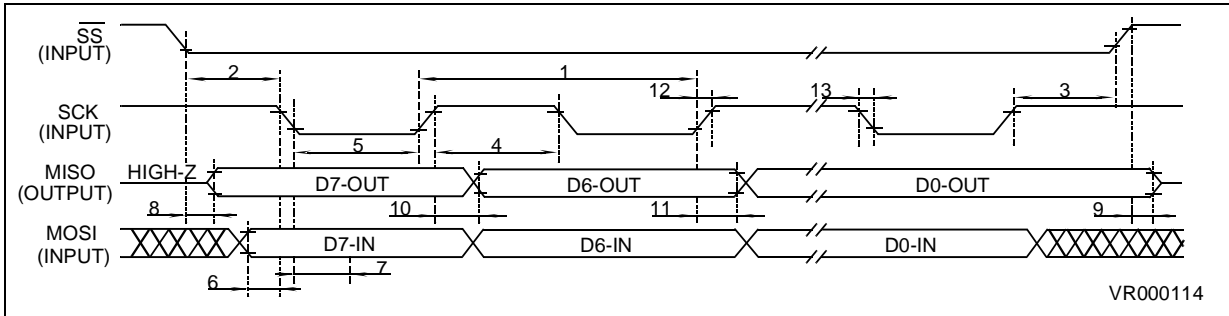 SS
(INPUT)
2
1
SCK
(INPUT)
12
13
3
5
4
MISO
(OUTPUT)
HIGH-Z
D7-OUT
D6-OUT
D0-OUT
8
10
11
9
MOSI
(INPUT)
D7-IN
D6-IN
D0-IN
7
6
VR000114